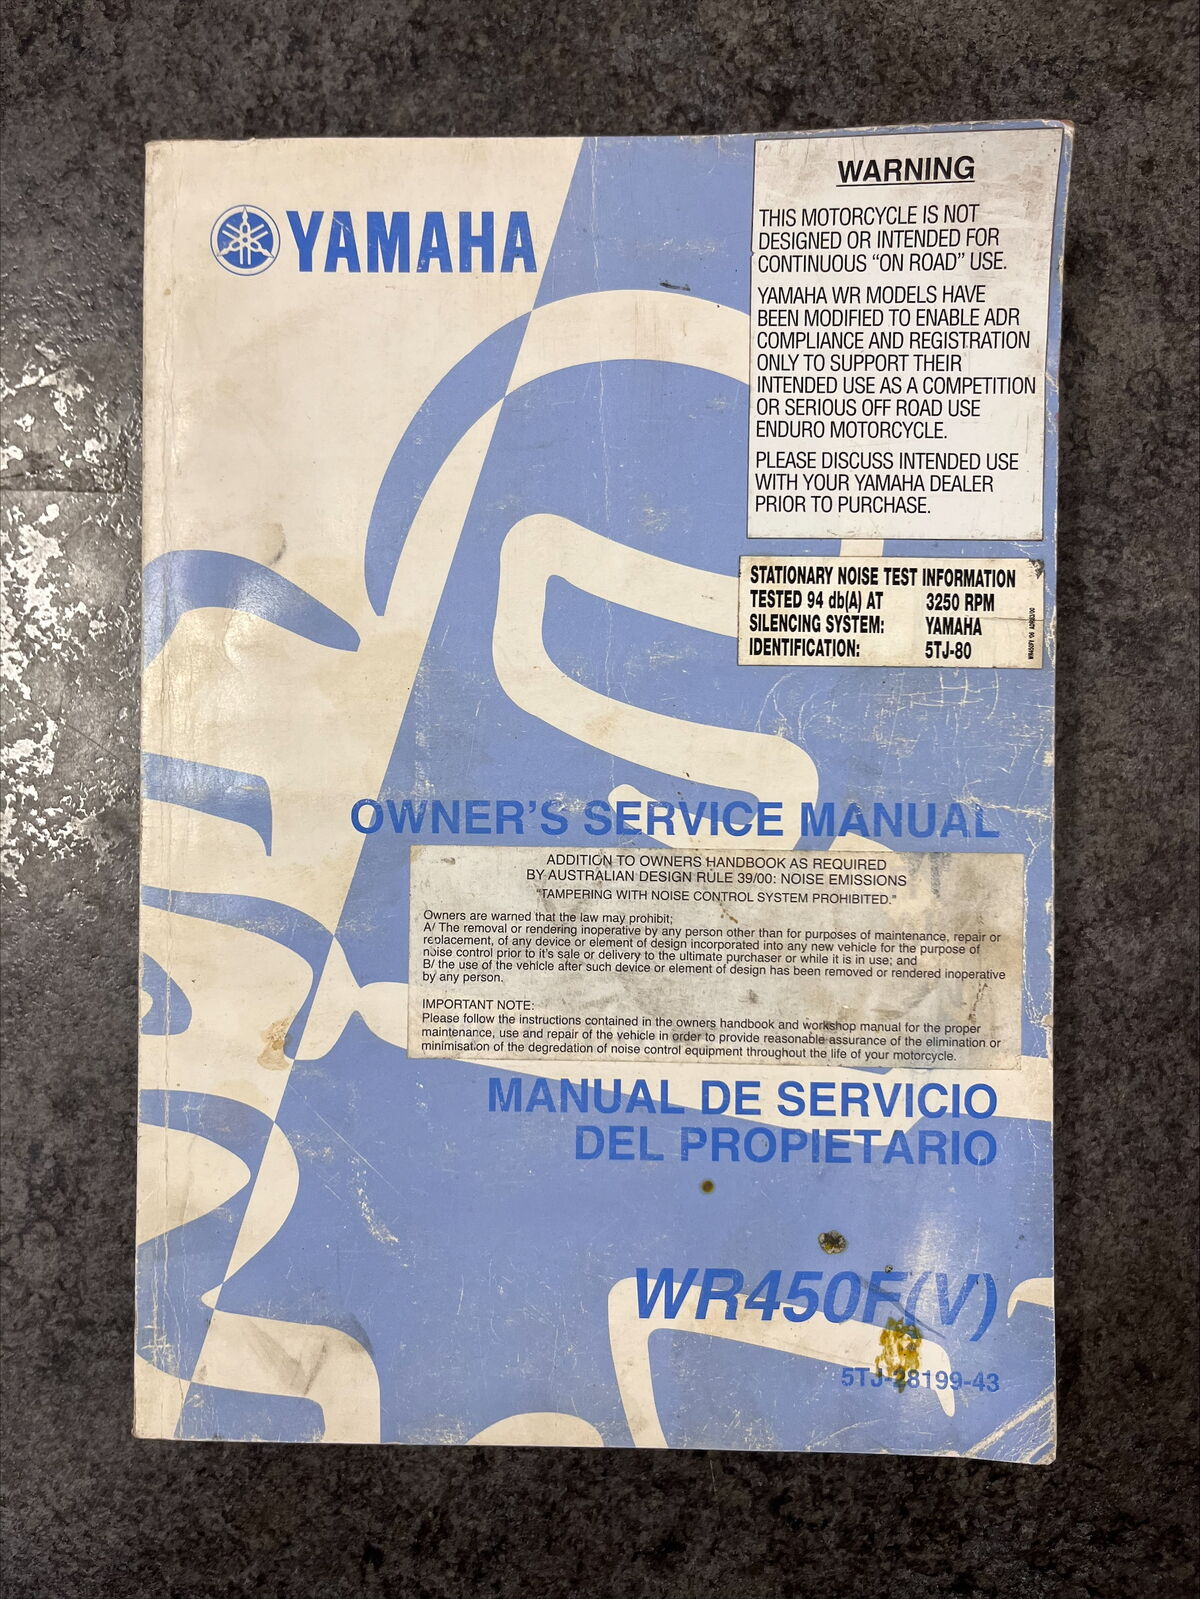 YAMAHA
WARNING
THIS MOTORCYCLE IS NOT
DESIGNED OR INTENDED FOR
CONTINUOUS “ON ROAD” USE.
YAMAHA WR MODELS HAVE
BEEN MODIFIED TO ENABLE ADR
COMPLIANCE AND REGISTRATION
ONLY TO SUPPORT THEIR
INTENDED USE AS A COMPETITION
OR SERIOUS OFF ROAD USE
ENDURO MOTORCYCLE.
PLEASE DISCUSS INTENDED USE
WITH YOUR YAMAHA DEALER
PRIOR TO PURCHASE.
STATIONARY NOISE TEST INFORMATION
TESTED 94 db(A) AT 3250 RPM
SILENCING SYSTEM: YAMAHA
IDENTIFICATION: 5TJ-80
OWNER'S SERVICE MANUAL
ADDITION TO OWNERS HANDBOOK AS REQUIRED
BY AUSTRALIAN DESIGN RULE 39/00: NOISE EMISSIONS
"TAMPERING WITH NOISE CONTROL SYSTEM PROHIBITED."
Owners are warned that the law may prohibit;
A/ The removal or rendering inoperative by any person other than for purposes of maintenance, repair or
replacement, of any device or element of design incorporated into any new vehicle for the purpose of
noise control prior to it's sale or delivery to the ultimate purchaser or while it is in use; and
B/ the use of the vehicle after such device or element of design has been removed or rendered inoperative
by any person.
IMPORTANT NOTE:
Please follow the instructions contained in the owners handbook and workshop manual for the proper
maintenance, use and repair of the vehicle in order to provide reasonable assurance of the elimination or
minimisation of the degredation of noise control equipment throughout the life of your motorcycle.
MANUAL DE SERVICIO
DEL PROPIETARIO
WR450F(V)
5TJ-28199-43